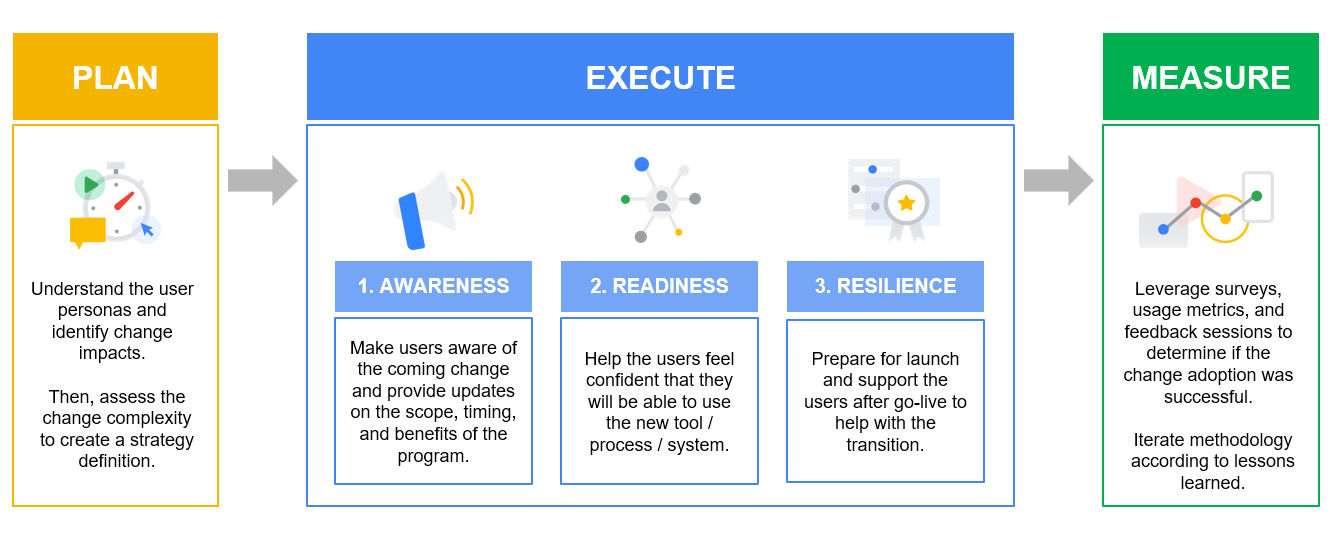 PLAN
Understand the user
personas and
identify change
impacts.
Then, assess the
change complexity
to create a strategy
definition.
EXECUTE
1. AWARENESS
Make users aware of
the coming change
and provide updates
on the scope, timing,
and benefits of the
program.
2. READINESS
Help the users feel
confident that they
will be able to use
the new tool /
process / system.
3. RESILIENCE
Prepare for launch
and support the
users after go-live to
help with the
transition.
MEASURE
Leverage surveys,
usage metrics, and
feedback sessions to
determine if the
change adoption was
successful.
Iterate methodology
according to lessons
learned.